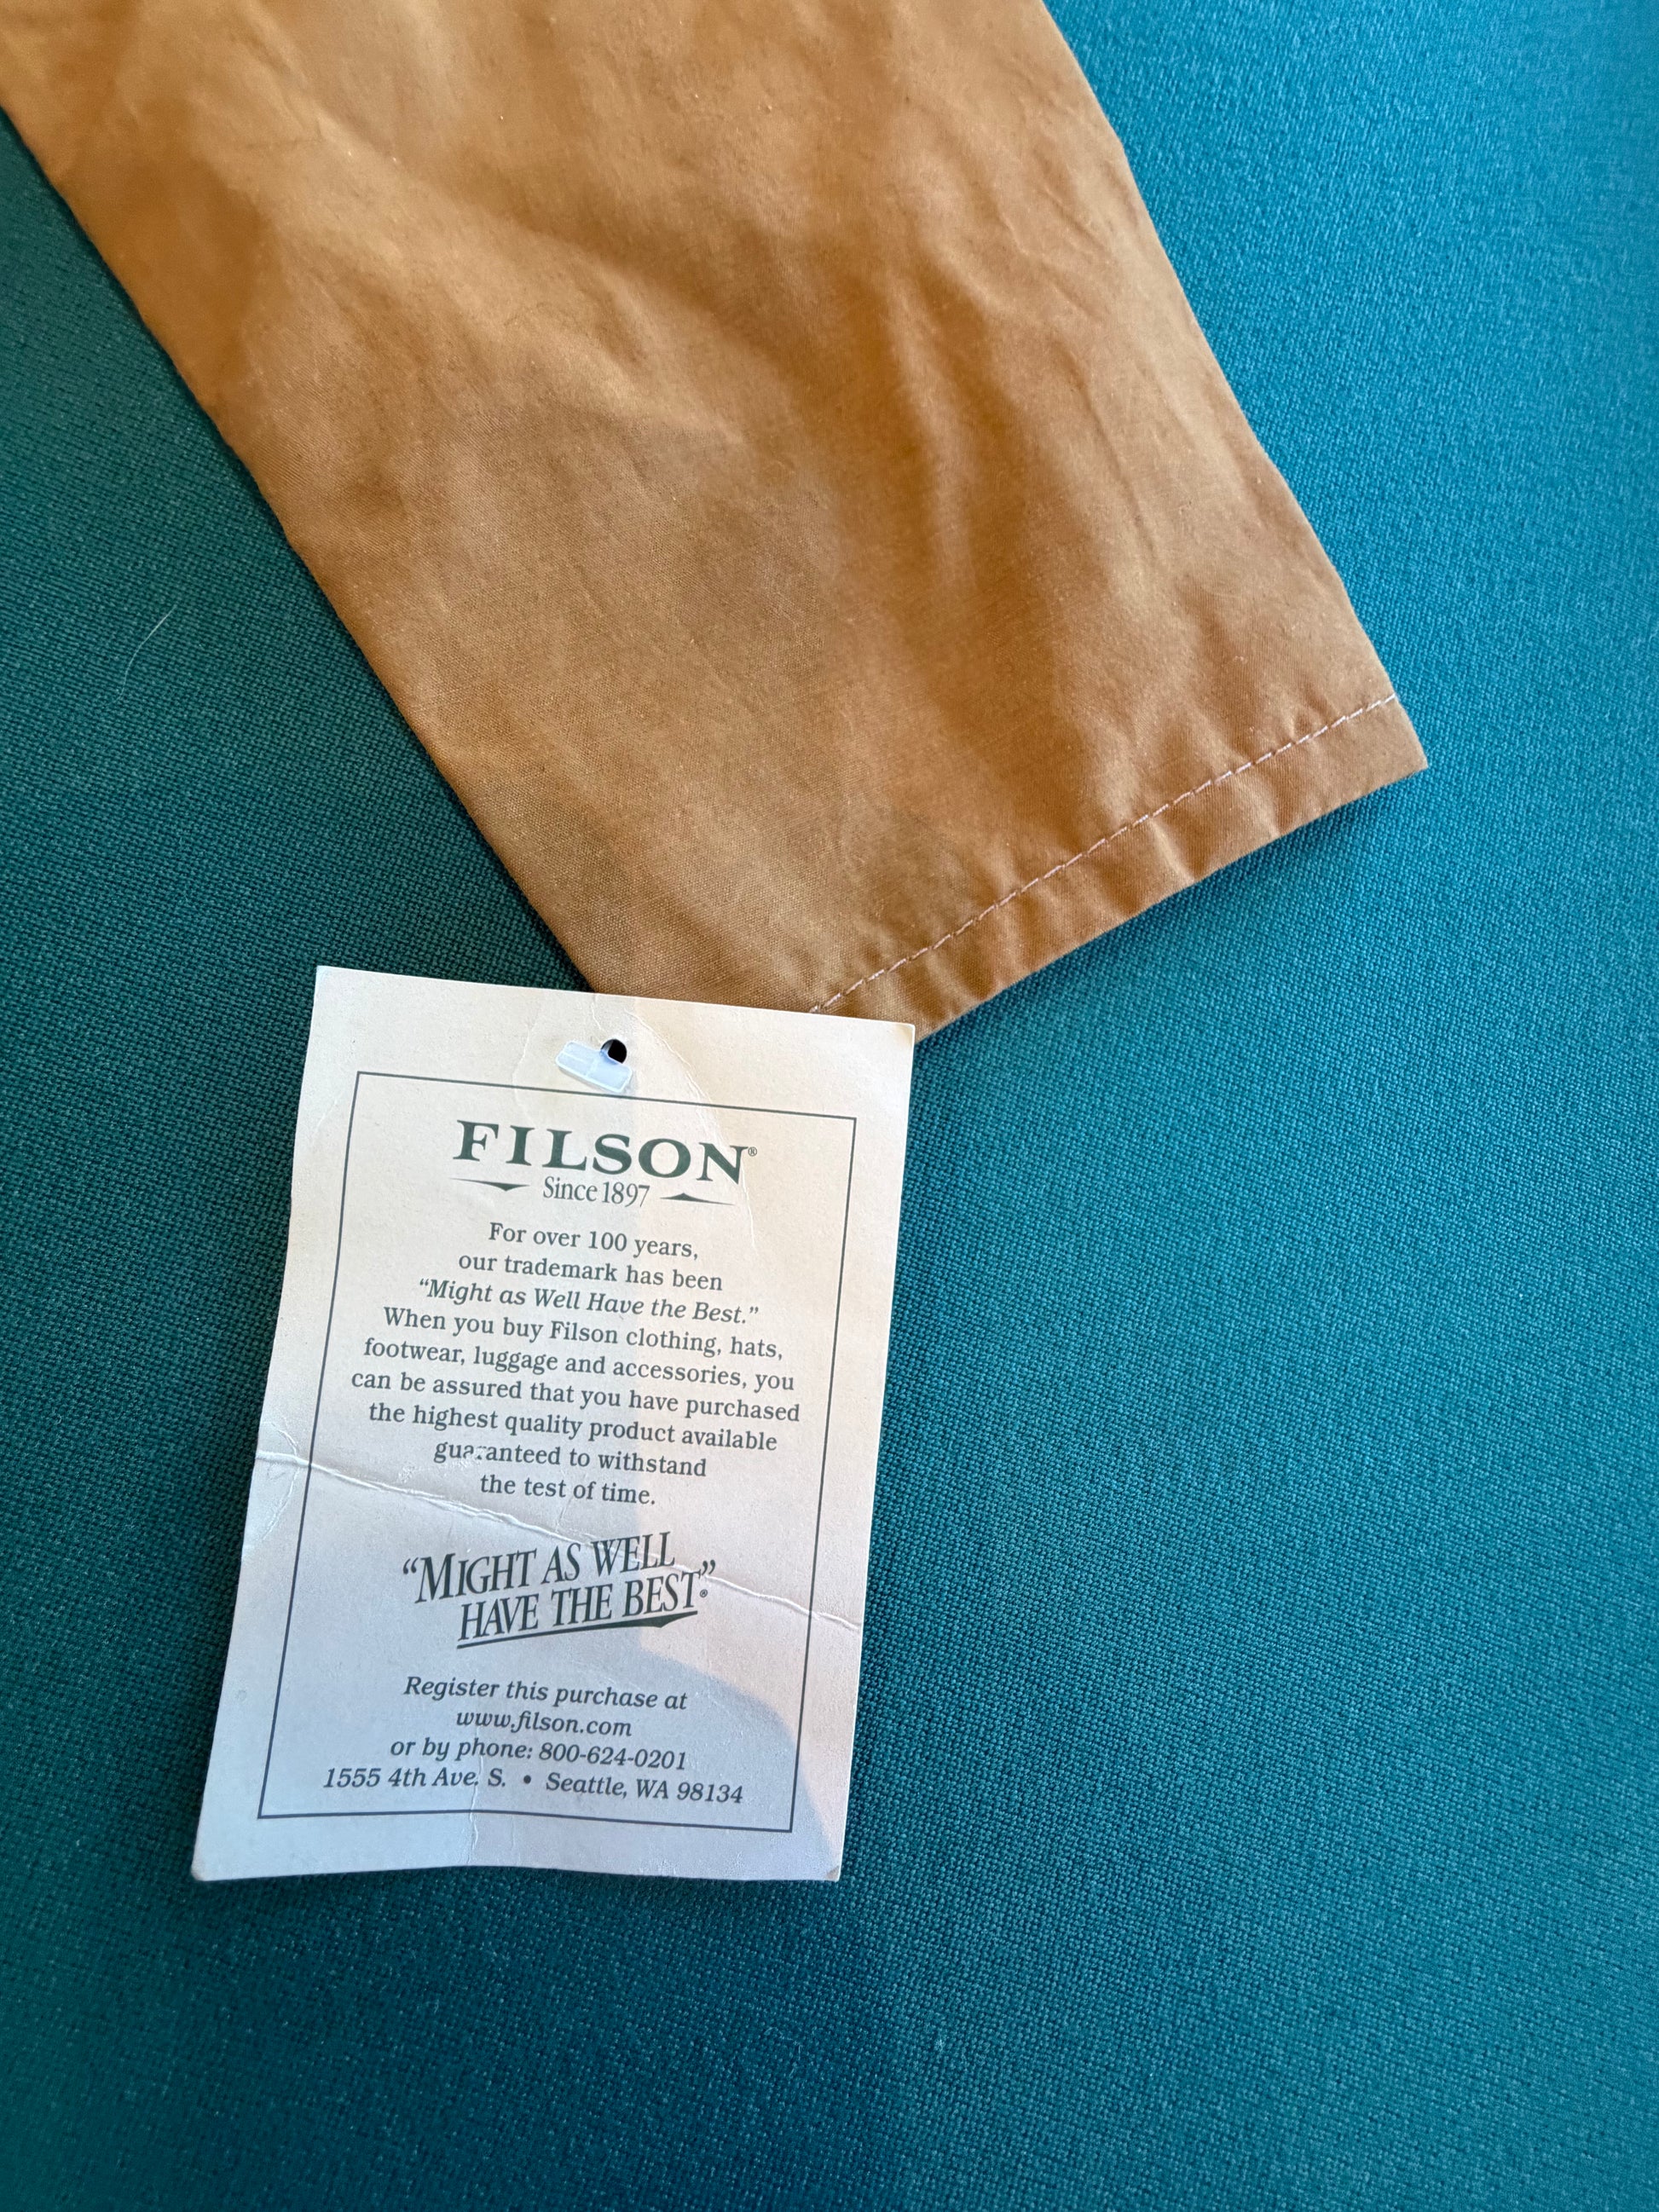 FILSON®
Since 1897
For over 100 years,
our trademark has been
“Might as Well Have the Best.”
When you buy Filson clothing, hats,
footwear, luggage and accessories, you
can be assured that you have purchased
the highest quality product available
guaranteed to withstand
the test of time.
“MIGHT AS WELL
HAVE THE BEST”®
Register this purchase at
www.filson.com
or by phone: 800-624-0201
1555 4th Ave. S. • Seattle, WA 98134